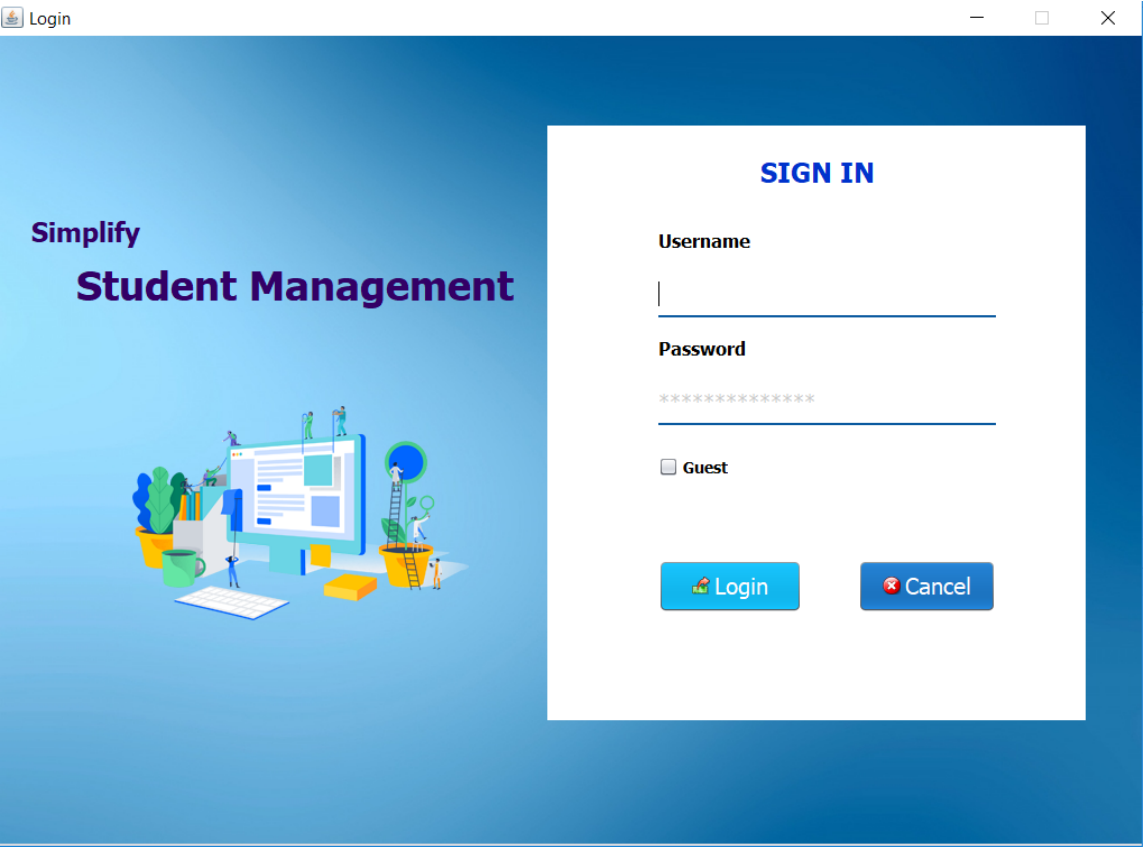 Login
Simplify
Student Management
SIGN IN
Username
Password
**************
Guest
Login
Cancel